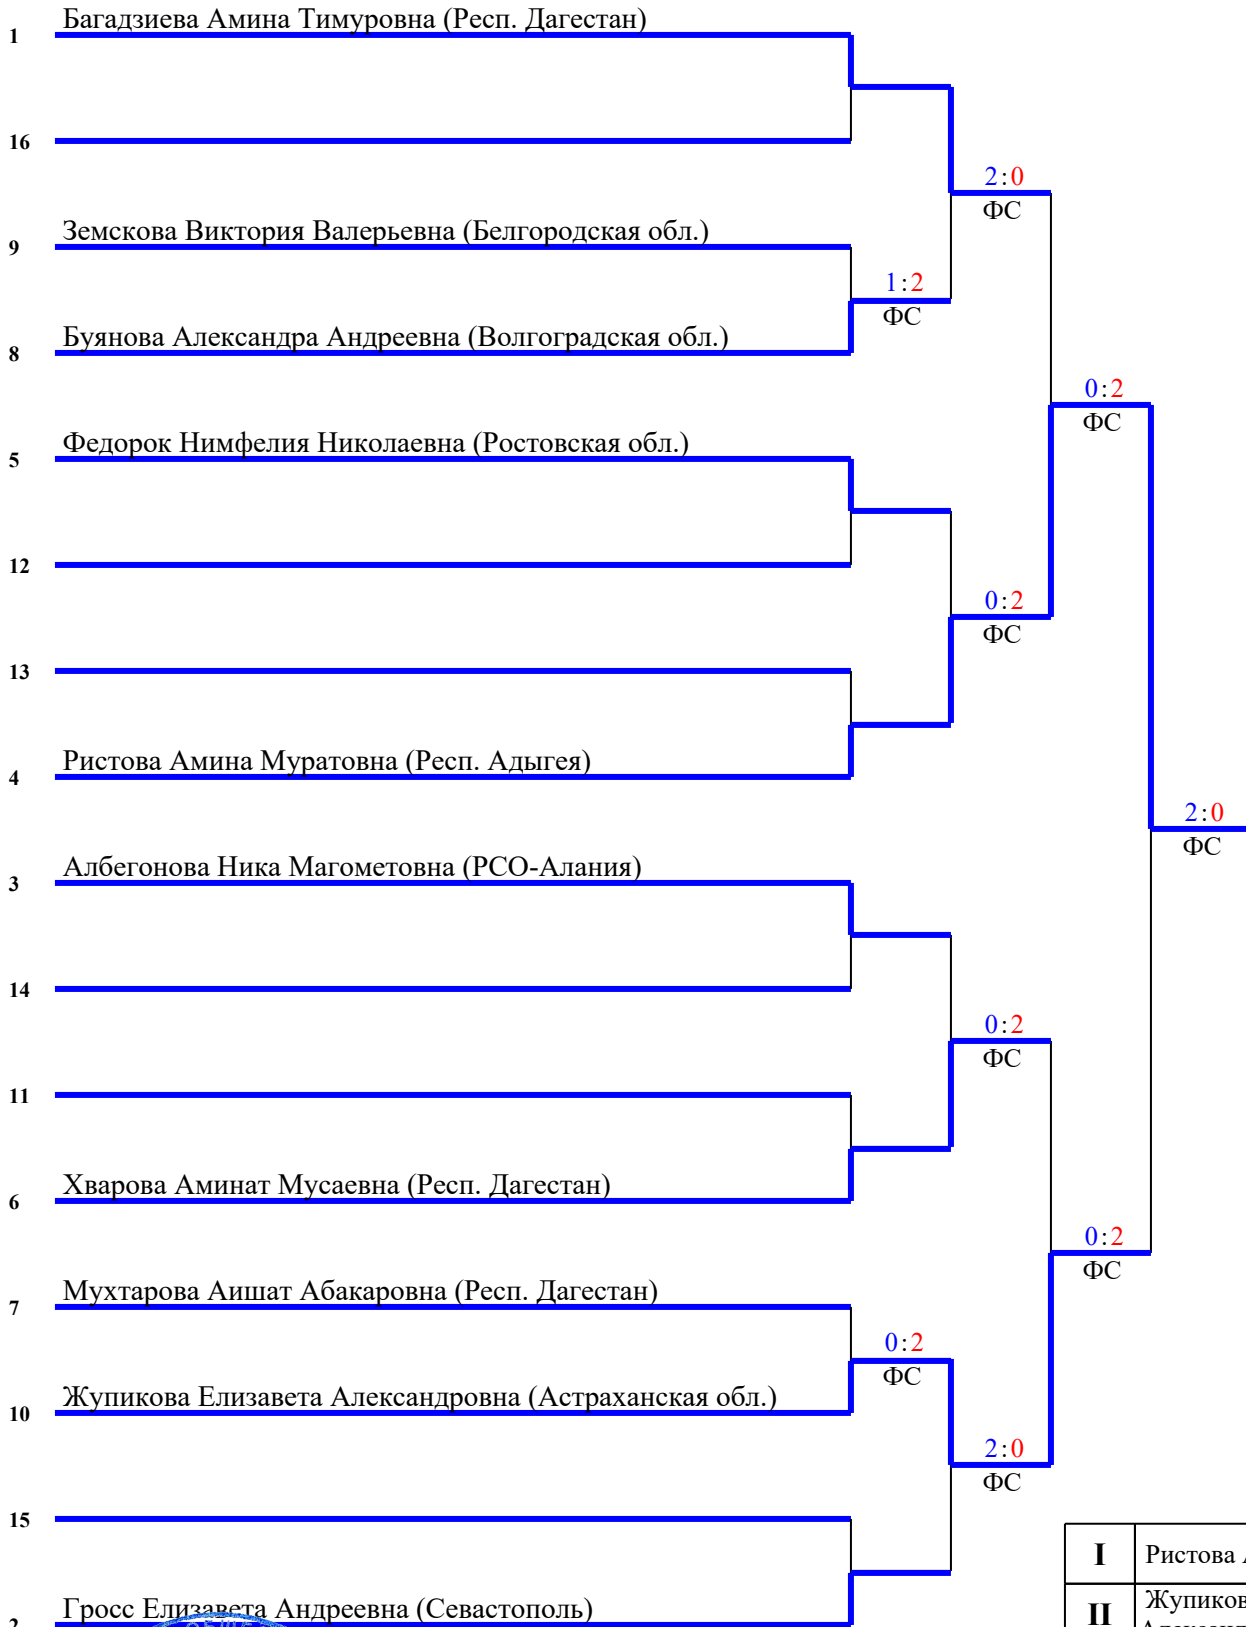 Багадзиева Амина Тимуровна (Респ. Дагестан)
1
16
2:0
ФС
Земскова Виктория Валерьевна (Белгородская обл.)
9
1:2
ФС
Буянова Александра Андреевна (Волгоградская обл.)
8
0:2
ФС
Федорок Нимфелия Николаевна (Ростовская обл.)
5
12
0:2
ФС
13
Ристова Амина Муратовна (Респ. Адыгея)
4
2:0
ФС
Албегонова Ника Магометовна (РСО-Алания)
3
14
0:2
ФС
11
Хварова Аминат Мусаевна (Респ. Дагестан)
6
0:2
ФС
Мухтарова Аишат Абакаровна (Респ. Дагестан)
7
0:2
ФС
Жупикова Елизавета Александровна (Астраханская обл.)
10
2:0
ФС
15
I Ристова
Гросс Елизавета Андреевна (Севастополь)
2
II Жупиков